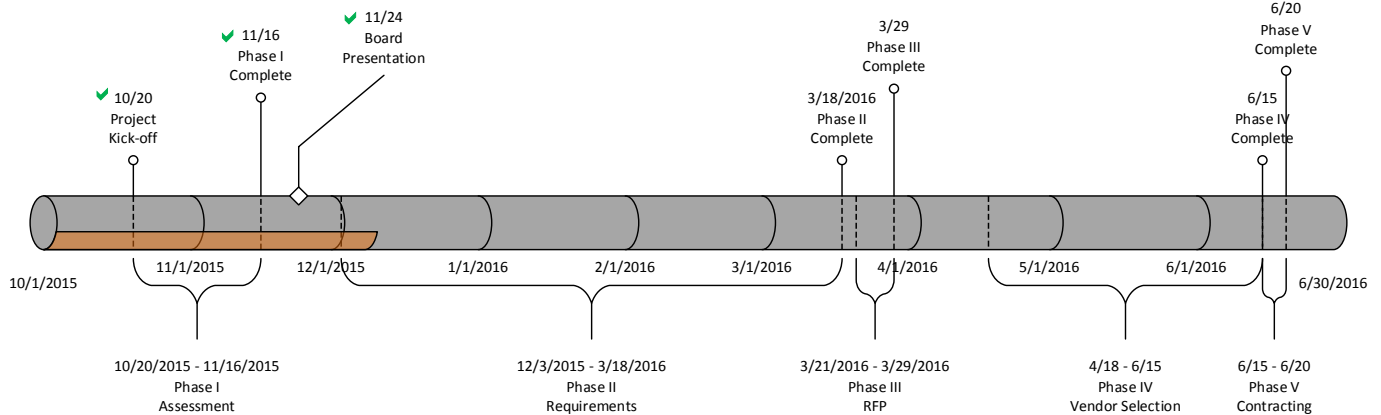 10/20
Project
Kick-off
11/16
Phase I
Complete
11/24
Board
Presentation
3/18/2016
Phase II
Complete
3/29
Phase III
Complete
6/15
Phase IV
Complete
6/20
Phase V
Complete
10/1/2015
11/1/2015
12/1/2015
1/1/2016
2/1/2016
3/1/2016
4/1/2016
5/1/2016
6/1/2016
6/30/2016
10/20/2015 - 11/16/2015
Phase I
Assessment
12/3/2015 - 3/18/2016
Phase II
Requirements
3/21/2016 - 3/29/2016
Phase III
RFP
4/18 - 6/15
Phase IV
Vendor Selection
6/15 - 6/20
Phase V
Contracting